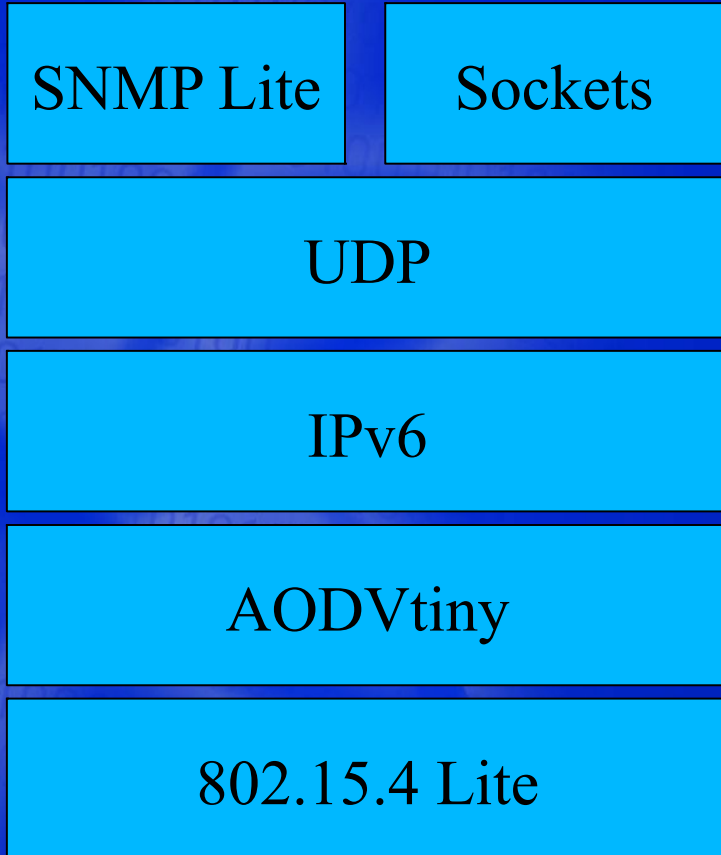 SNMP Lite
Sockets
UDP
IPv6
AODVtiny
802.15.4 Lite